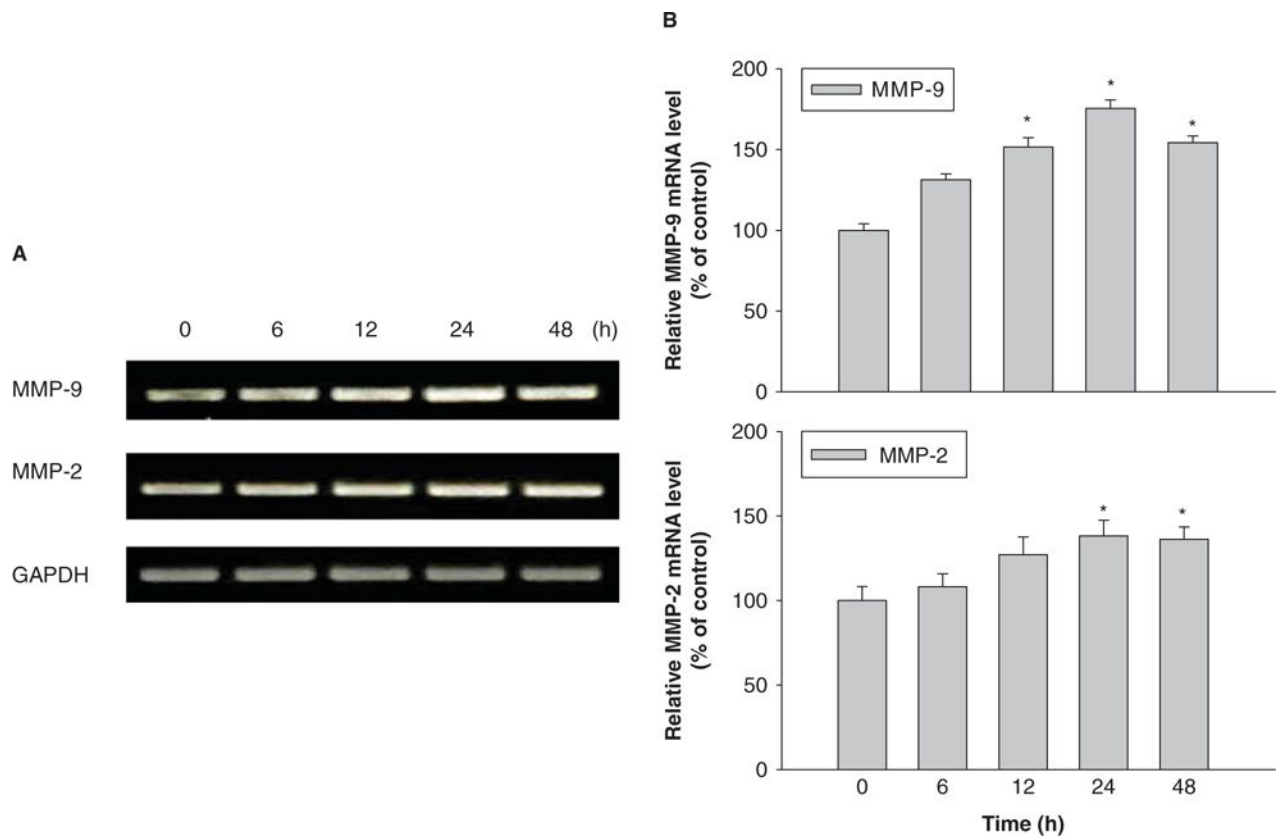 A
0 6 12 24 48 (h)
MMP-9
MMP-2
GAPDH
B
Relative MMP-9 mRNA level
(% of control)
200
150
100
50
0
MMP-9
*
*
*
Relative MMP-2 mRNA level
(% of control)
200
150
100
50
0
MMP-2
*
*
0 6 12 24 48
Time (h)